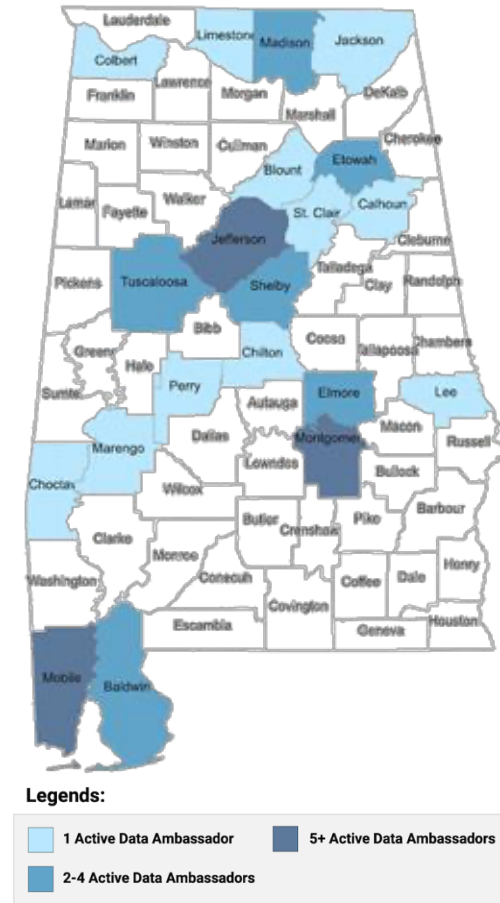 Lauderdale
Limestone
Madison
Jackson
Colbert
Lawrence
Franklin
Morgan
DeKalb
Marshall
Marion
Winston
Cullman
Cherokee
Blount
Etowah
Lamar
Fayette
Walker
St. Clair
Calhoun
Jefferson
Cleburne
Pickens
Tuscaloosa
Shelby
Talladega
Clay
Randolph
Bibb
Greene
Hale
Chilton
Coosa
Tallapoosa
Chambers
Sumte
Perry
Autauga
Elmore
Lee
Marengo
Dallas
Montgomer
Macon
Russell
Choctaw
Lowndes
Bullock
Wilcox
Butler
Crenshaw
Pike
Barbour
Clarke
Monroe
Washington
Conecuh
Coffee
Dale
Henry
Covington
Escambia
Geneva
Houston
Mobile
Baldwin
Legends:
1 Active Data Ambassador
5+ Active Data Ambassadors
2-4 Active Data Ambassadors